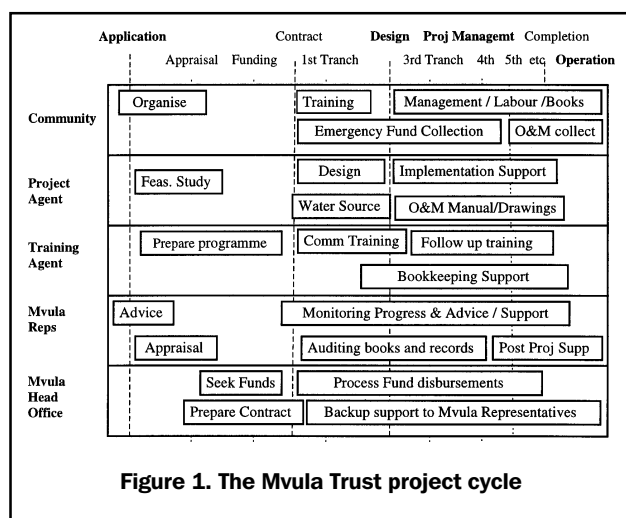 Application Contract Design Proj Managemt Completion
Appraisal Funding 1st Tranch 3rd Tranch 4th 5th etc Operation
Community
Organise Training Management / Labour /Books
Emergency Fund Collection O&M collect
Project
Agent
Feas. Study Design Implementation Support
Water Source O&M Manual/Drawings
Training
Agent
Prepare programme Comm Training Follow up training
Bookkeeping Support
Mvula
Reps
Advice Monitoring Progress & Advice / Support
Appraisal Auditing books and records Post Proj Supp
Mvula
Head
Office
Seek Funds Process Fund disbursements
Prepare Contract Backup support to Mvula Representatives
Figure 1. The Mvula Trust project cycle